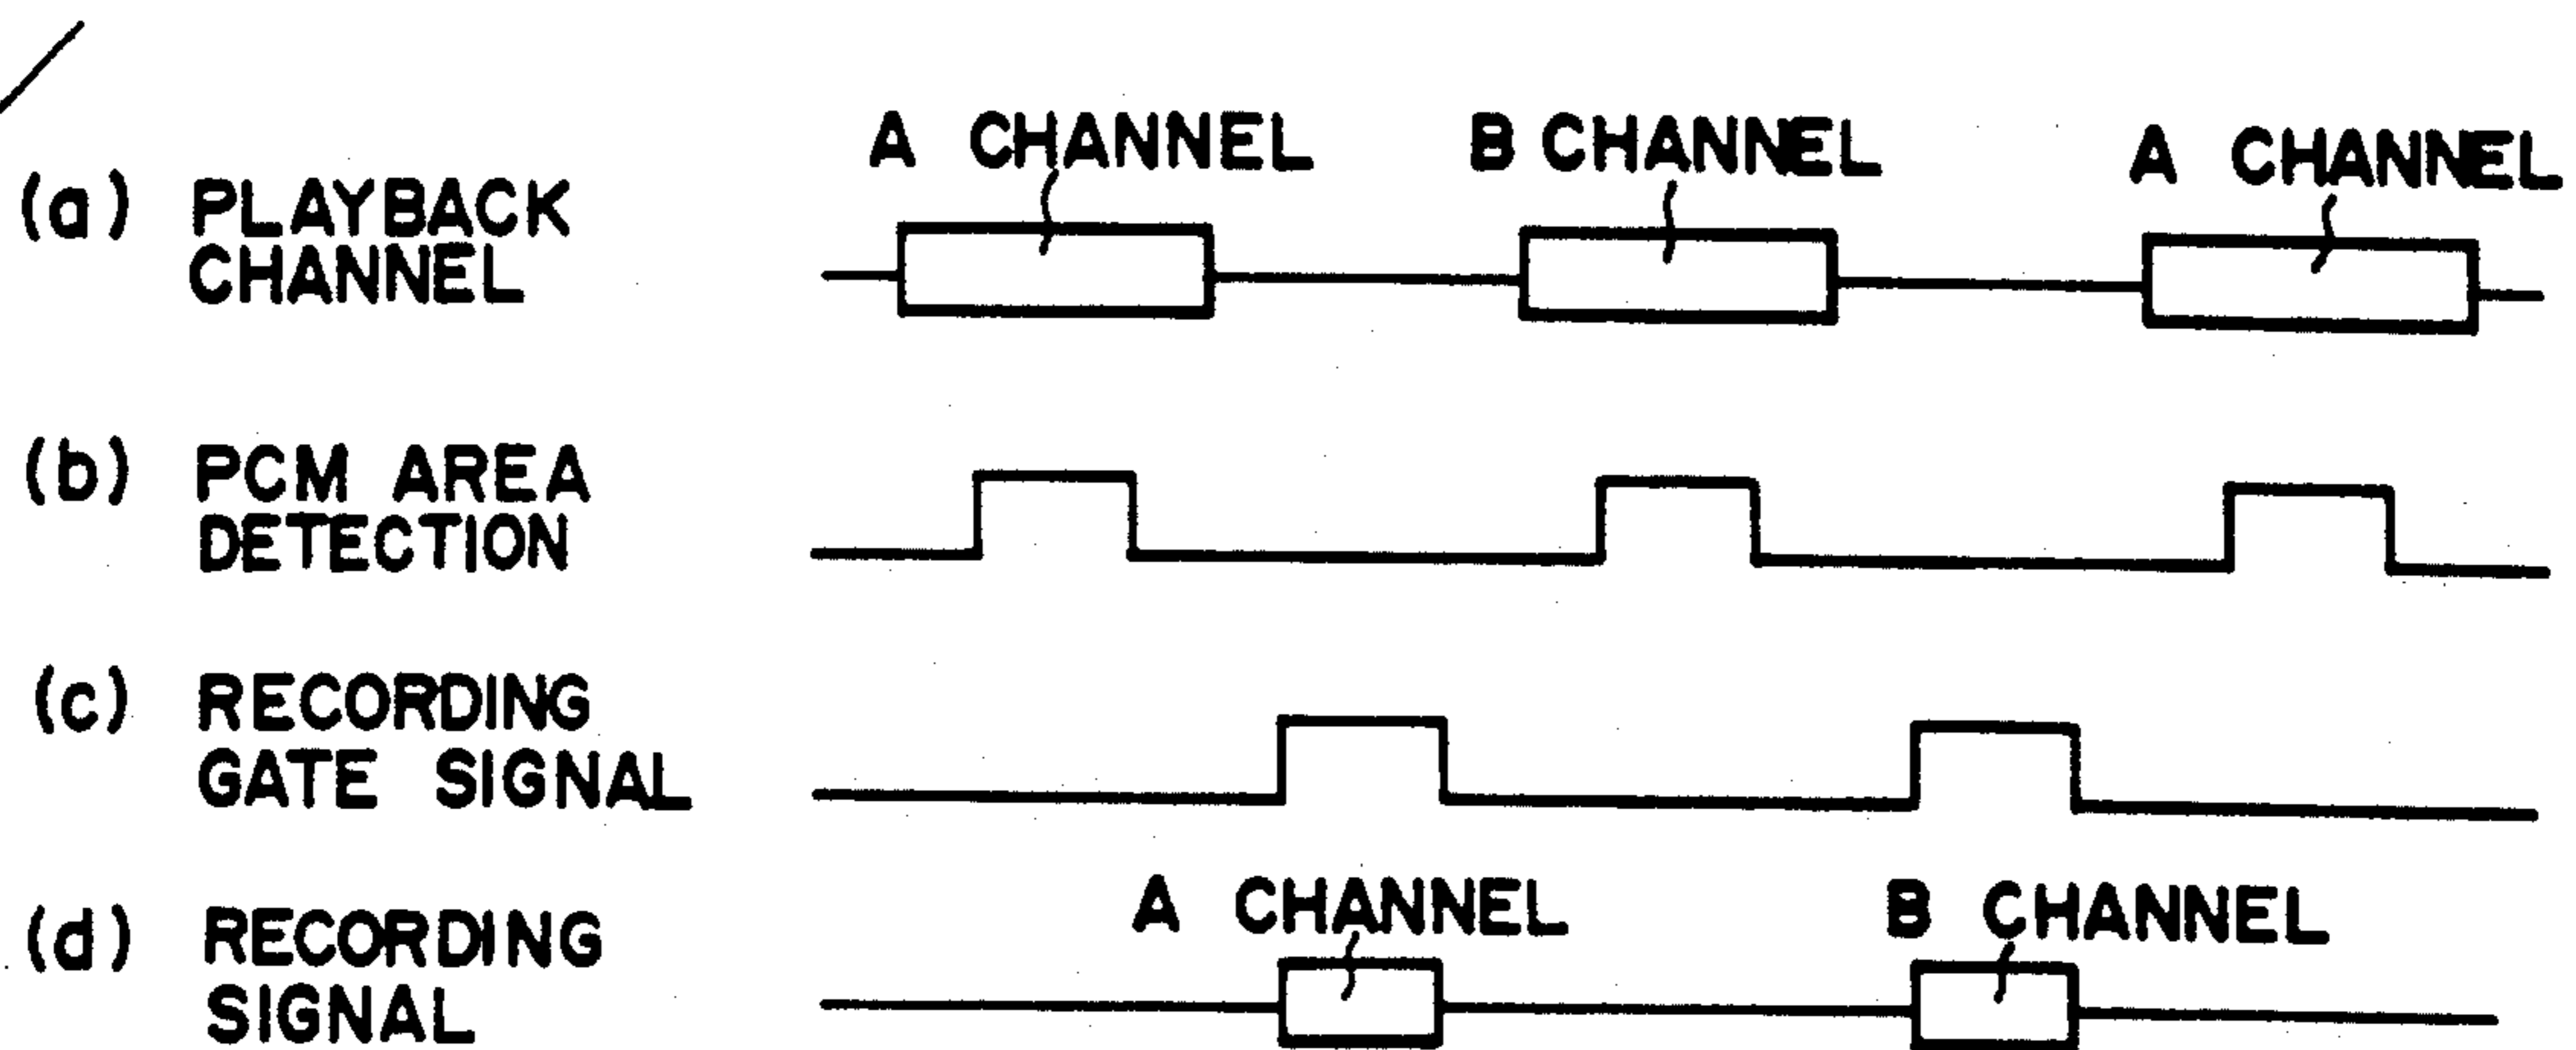 A CHANNEL B CHANNEL A CHANNEL
(a) PLAYBACK
CHANNEL
(b) PCM AREA
DETECTION
(c) RECORDING
GATE SIGNAL
A CHANNEL B CHANNEL
(d) RECORDING
SIGNAL